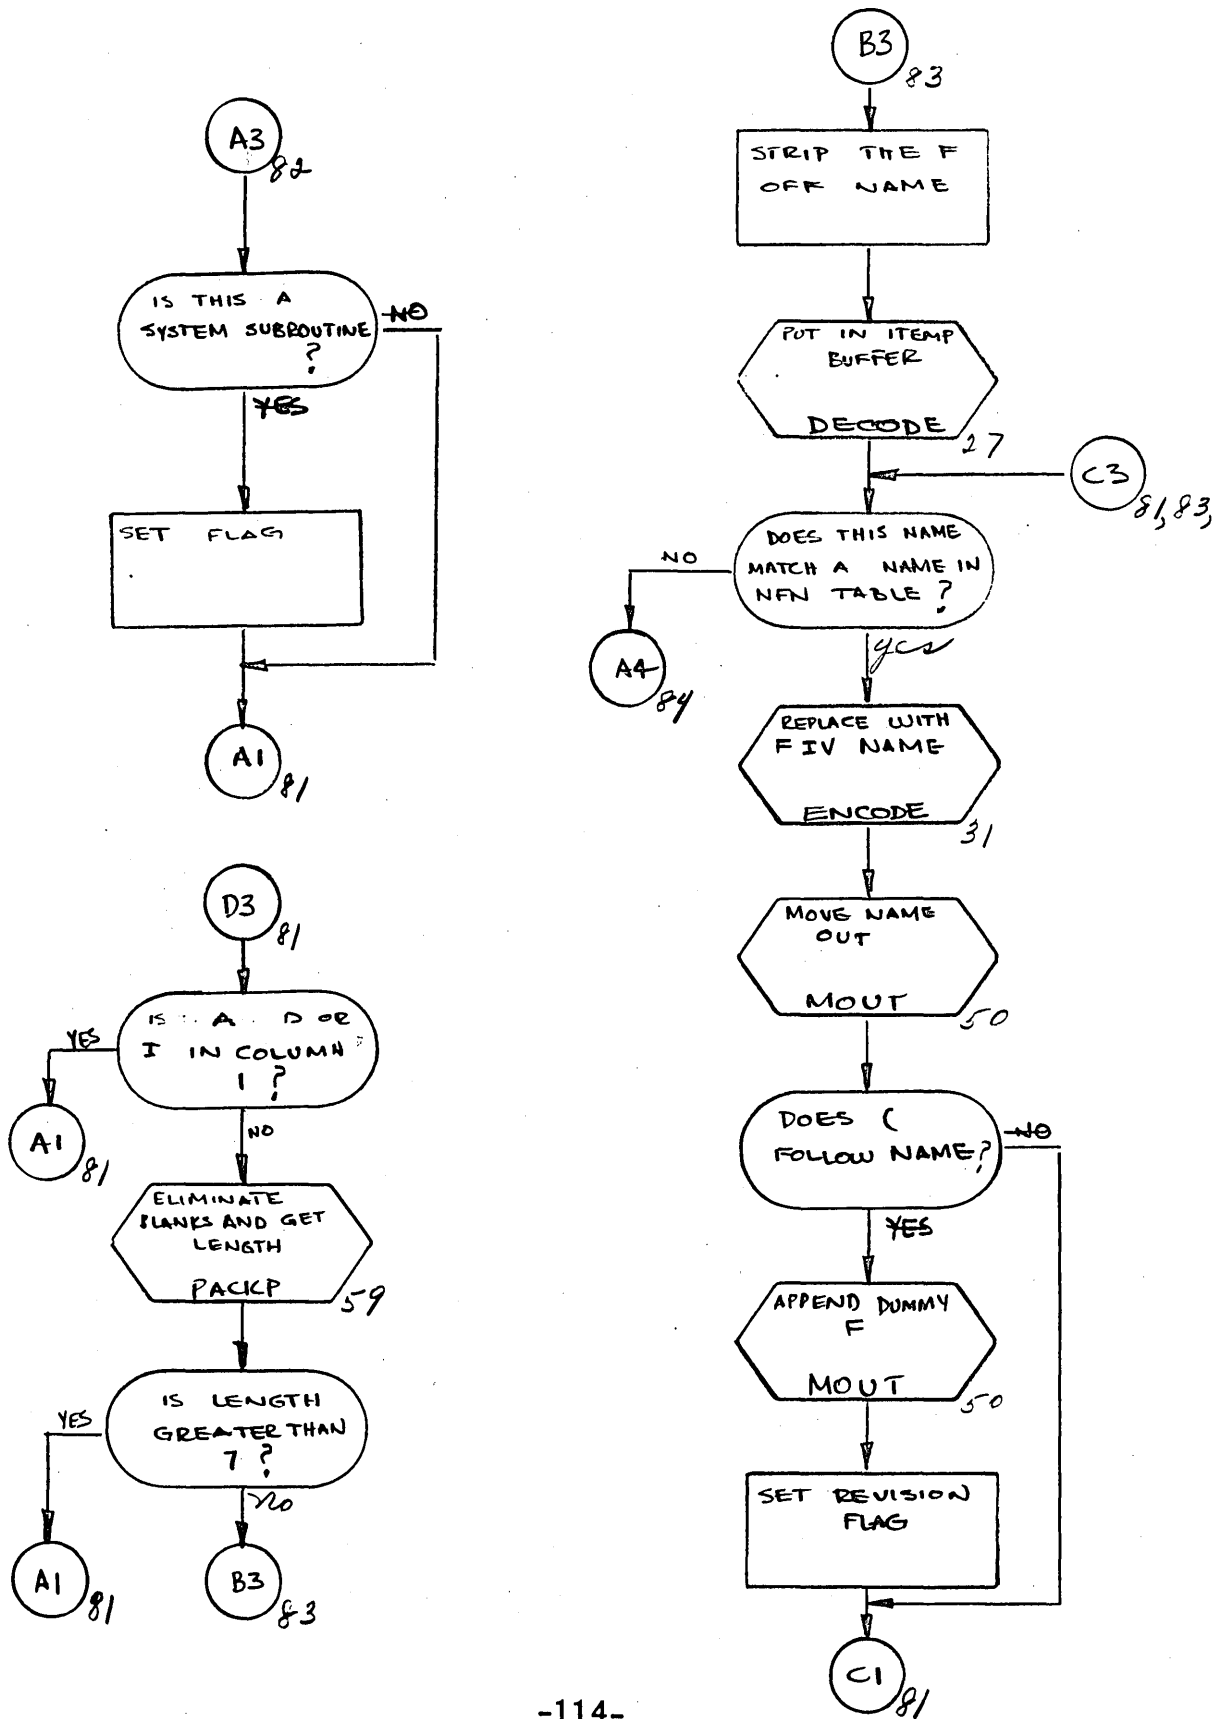 A3
82
IS THIS A
SYSTEM SUBROUTINE
?
NO
YES
SET FLAG
A1
81
D3
81
IS A D OR
I IN COLUMN
1 ?
YES
A1
81
NO
ELIMINATE
BLANKS AND GET
LENGTH
PACKP
59
IS LENGTH
GREATER THAN
7 ?
YES
A1
81
no
B3
83
B3
83
STRIP THE F
OFF NAME
PUT IN ITEMP
BUFFER
DECODE
27
C3
81, 83,
DOES THIS NAME
MATCH A NAME IN
NFN TABLE ?
NO
A4
84
yes
REPLACE WITH
F IV NAME
ENCODE
31
MOVE NAME
OUT
MOUT
50
DOES (
FOLLOW NAME ?
NO
YES
APPEND DUMMY
F
MOUT
50
SET REVISION
FLAG
C1
81
-114-